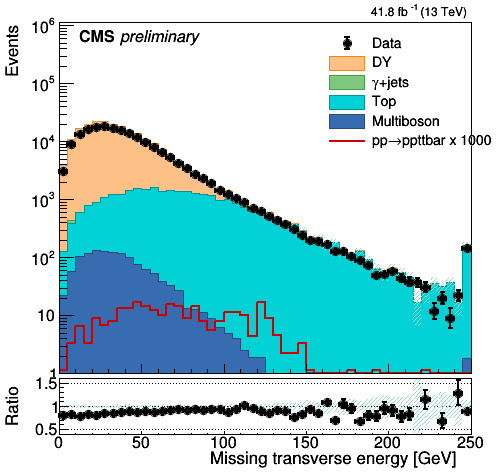 41.8 fb⁻¹ (13 TeV)
CMS preliminary
Events
10⁶
10⁵
10⁴
10³
10²
10
1
Data
DY
γ+jets
Top
Multiboson
pp→ppttbar x 1000
Ratio
1.5
1
0.5
0 50 100 150 200 250
Missing transverse energy [GeV]